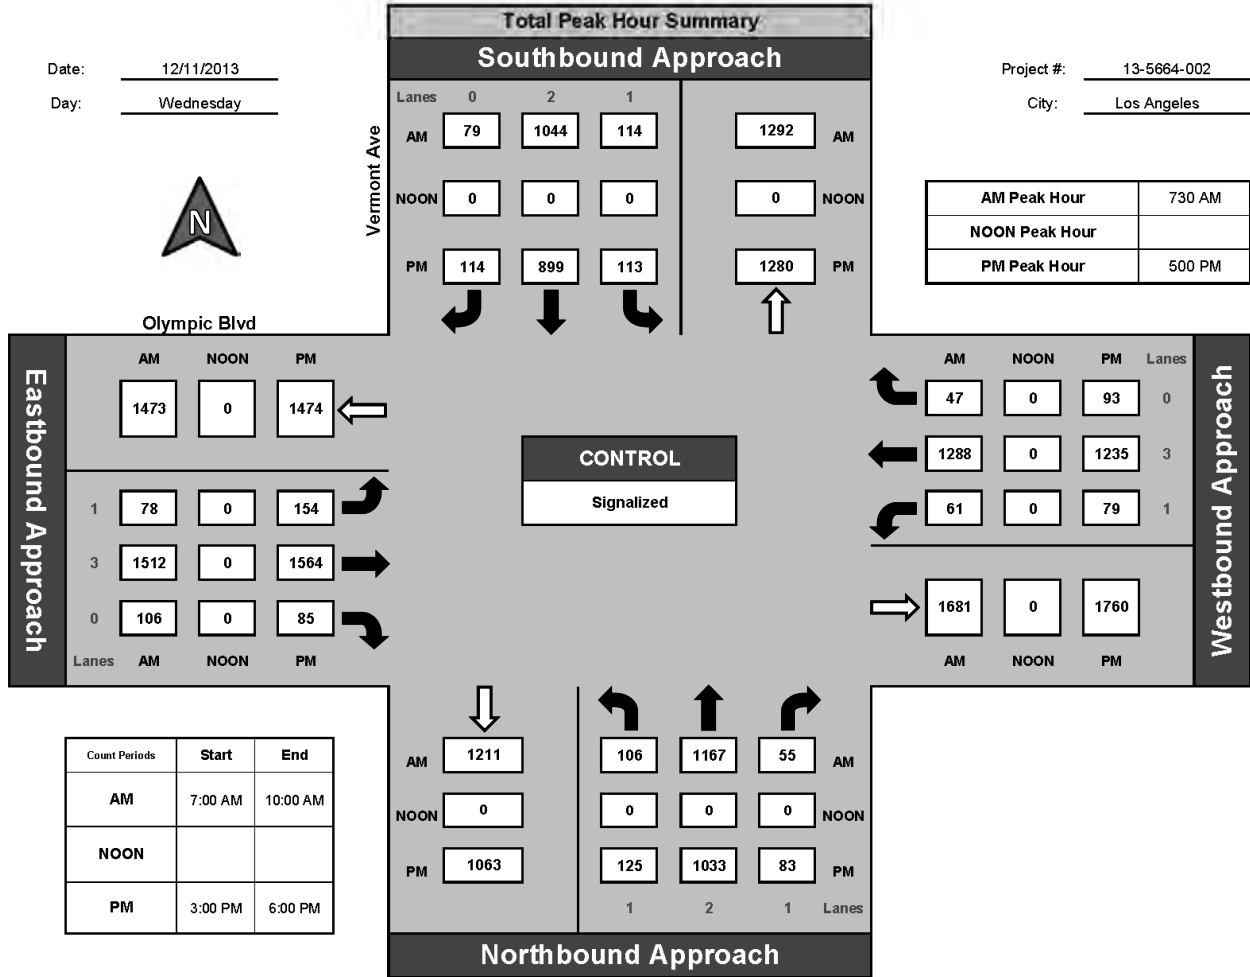 Total Peak Hour Summary
Southbound Approach
Date: 12/11/2013
Day: Wednesday
Project #: 13-5664-002
City: Los Angeles
N
Vermont Ave
Lanes 0 2 1
AM 79 1044 114 1292 AM
NOON 0 0 0 0 NOON
PM 114 899 113 1280 PM
AM Peak Hour 730 AM
NOON Peak Hour
PM Peak Hour 500 PM
Olympic Blvd
Eastbound Approach
AM NOON PM
1473 0 1474
1 78 0 154
3 1512 0 1564
0 106 0 85
Lanes AM NOON PM
CONTROL
Signalized
AM NOON PM Lanes
47 0 93 0
1288 0 1235 3
61 0 79 1
1681 0 1760
AM NOON PM
Westbound Approach
Count Periods Start End
AM 7:00 AM 10:00 AM
NOON
PM 3:00 PM 6:00 PM
AM 1211 106 1167 55 AM
NOON 0 0 0 0 NOON
PM 1063 125 1033 83 PM
1 2 1 Lanes
Northbound Approach